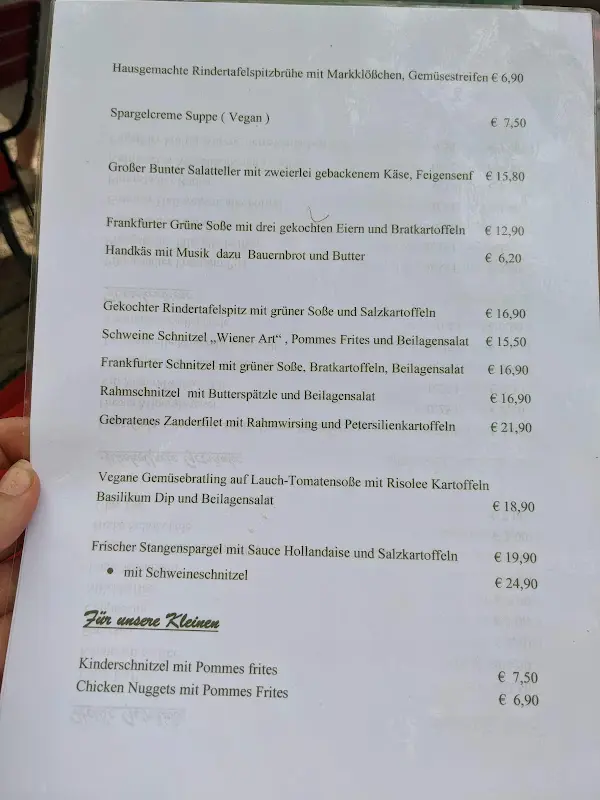 Hausgemachte Rindertafelspitzbrühe mit Markklößchen, Gemüsestreifen € 6,90
Spargelcreme Suppe ( Vegan ) € 7,50
Großer Bunter Salatteller mit zweierlei gebackenem Käse, Feigensenf € 15,80
Frankfurter Grüne Soße mit drei gekochten Eiern und Bratkartoffeln € 12,90
Handkäs mit Musik dazu Bauernbrot und Butter € 6,20
Gekochter Rindertafelspitz mit grüner Soße und Salzkartoffeln € 16,90
Schweine Schnitzel „Wiener Art“ , Pommes Frites und Beilagensalat € 15,50
Frankfurter Schnitzel mit grüner Soße, Bratkartoffeln, Beilagensalat € 16,90
Rahmschnitzel mit Butterspätzle und Beilagensalat € 16,90
Gebratenes Zanderfilet mit Rahmwirsing und Petersilienkartoffeln € 21,90
Vegane Gemüsebratling auf Lauch-Tomatensoße mit Risolee Kartoffeln
Basilikum Dip und Beilagensalat € 18,90
Frischer Stangenspargel mit Sauce Hollandaise und Salzkartoffeln € 19,90
• mit Schweineschnitzel € 24,90
Für unsere Kleinen
Kinderschnitzel mit Pommes frites € 7,50
Chicken Nuggets mit Pommes Frites € 6,90